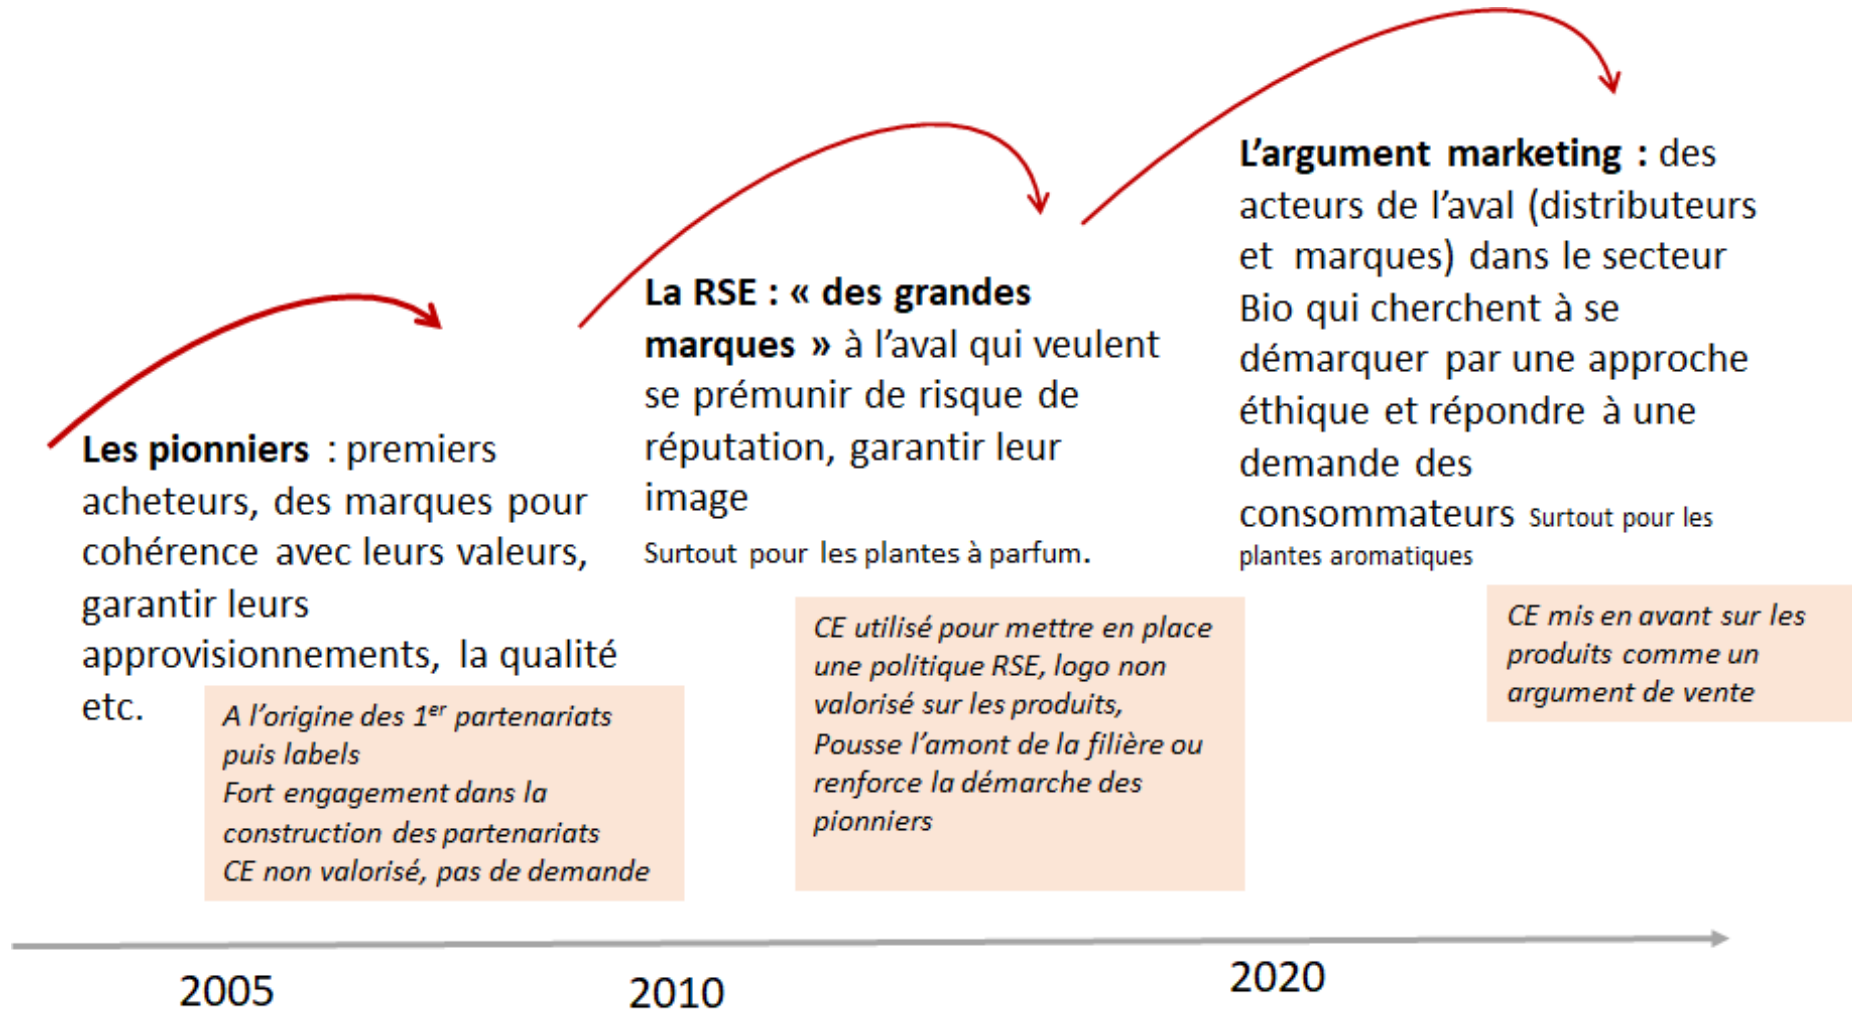 Les pionniers : premiers
acheteurs, des marques pour
cohérence avec leurs valeurs,
garantir leurs
approvisionnements, la qualité
etc.
A l’origine des 1er partenariats
puis labels
Fort engagement dans la
construction des partenariats
CE non valorisé, pas de demande
La RSE : « des grandes
marques » à l’aval qui veulent
se prémunir de risque de
réputation, garantir leur
image
Surtout pour les plantes à parfum.
CE utilisé pour mettre en place
une politique RSE, logo non
valorisé sur les produits,
Pousse l’amont de la filière ou
renforce la démarche des
pionniers
L’argument marketing : des
acteurs de l’aval (distributeurs
et marques) dans le secteur
Bio qui cherchent à se
démarquer par une approche
éthique et répondre à une
demande des
consommateurs Surtout pour les
plantes aromatiques
CE mis en avant sur les
produits comme un
argument de vente
2005
2010
2020